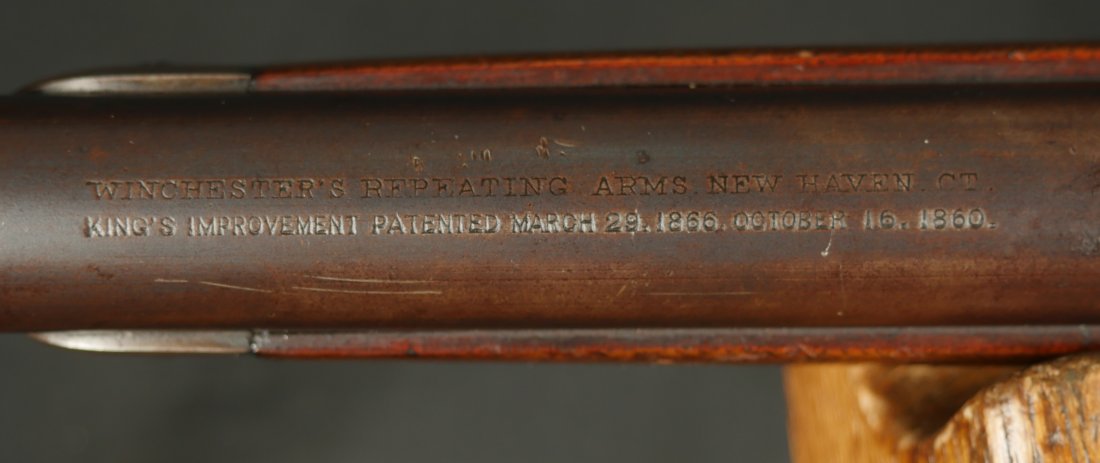 WINCHESTER'S REPEATING ARMS. NEW HAVEN. CT.
KING'S IMPROVEMENT PATENTED MARCH 29. 1866. OCTOBER 16. 1860.